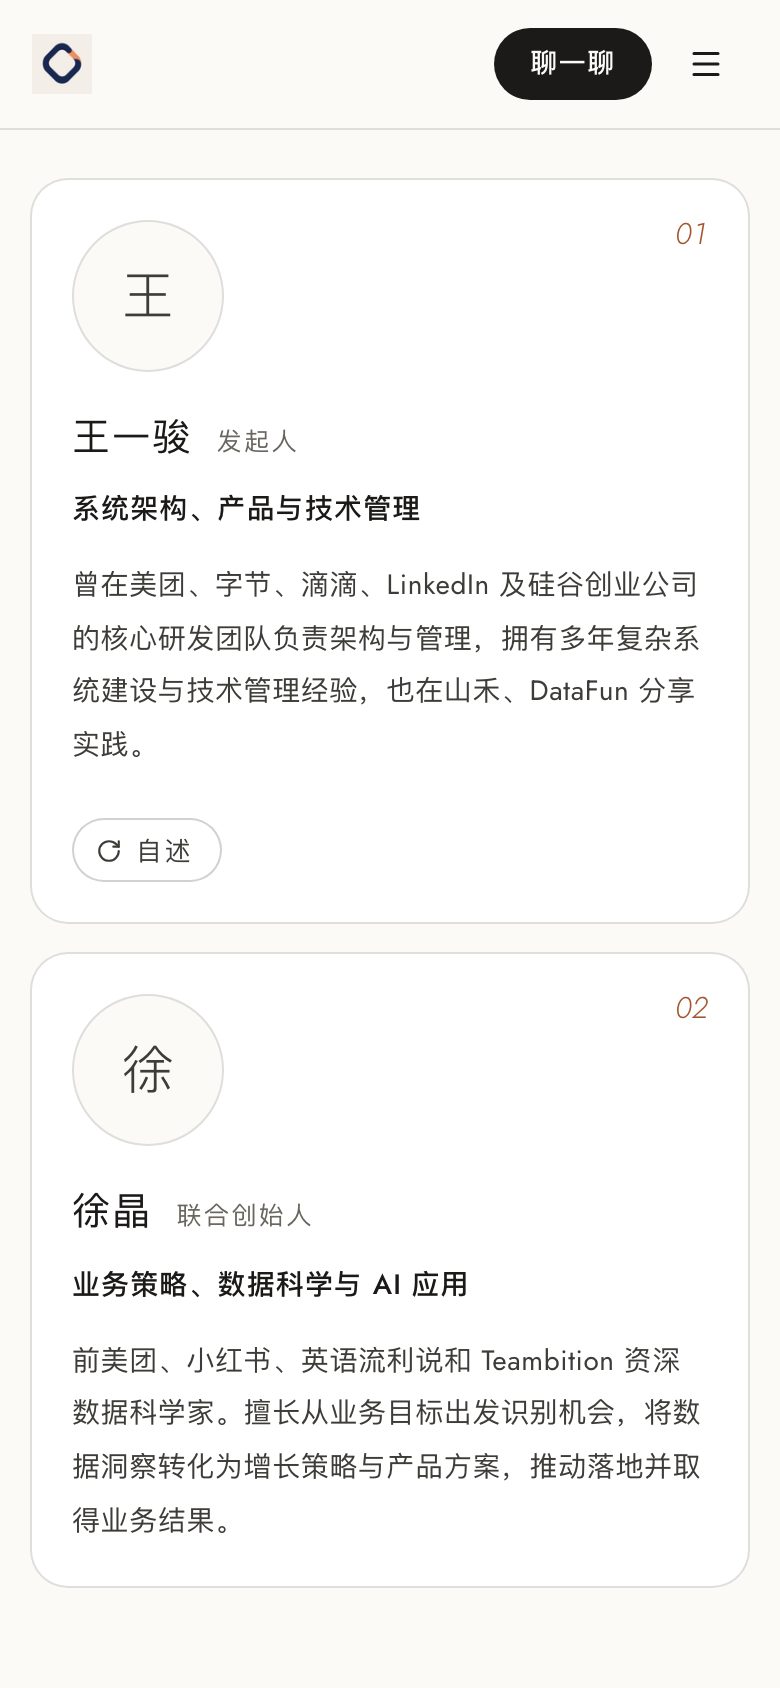 聊一聊
01
王
王一骏 发起人
系统架构、产品与技术管理
曾在美团、字节、滴滴、LinkedIn 及硅谷创业公司
的核心研发团队负责架构与管理，拥有多年复杂系
统建设与技术管理经验，也在山禾、DataFun 分享
实践。
自述
02
徐
徐晶 联合创始人
业务策略、数据科学与 AI 应用
前美团、小红书、英语流利说和 Teambition 资深
数据科学家。擅长从业务目标出发识别机会，将数
据洞察转化为增长策略与产品方案，推动落地并取
得业务结果。